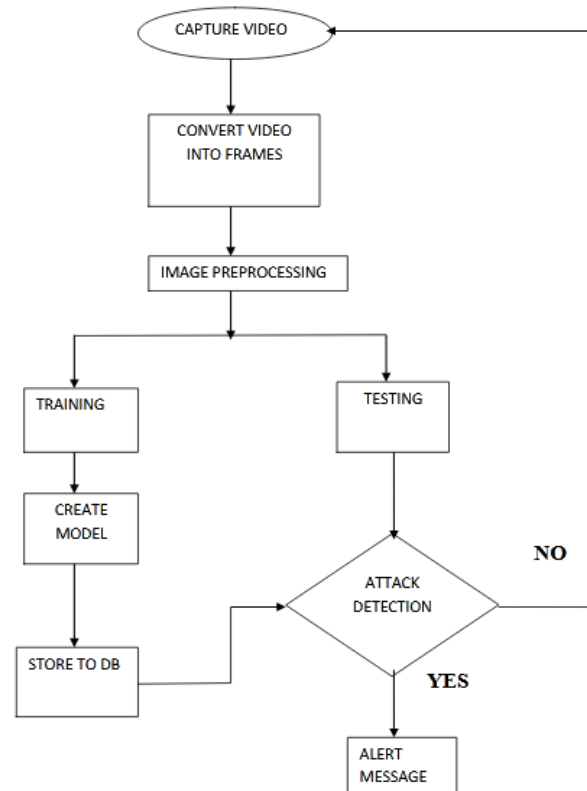 CAPTURE VIDEO
CONVERT VIDEO
INTO FRAMES
IMAGE PREPROCESSING
TRAINING
TESTING
CREATE
MODEL
ATTACK
DETECTION
NO
STORE TO DB
YES
ALERT
MESSAGE